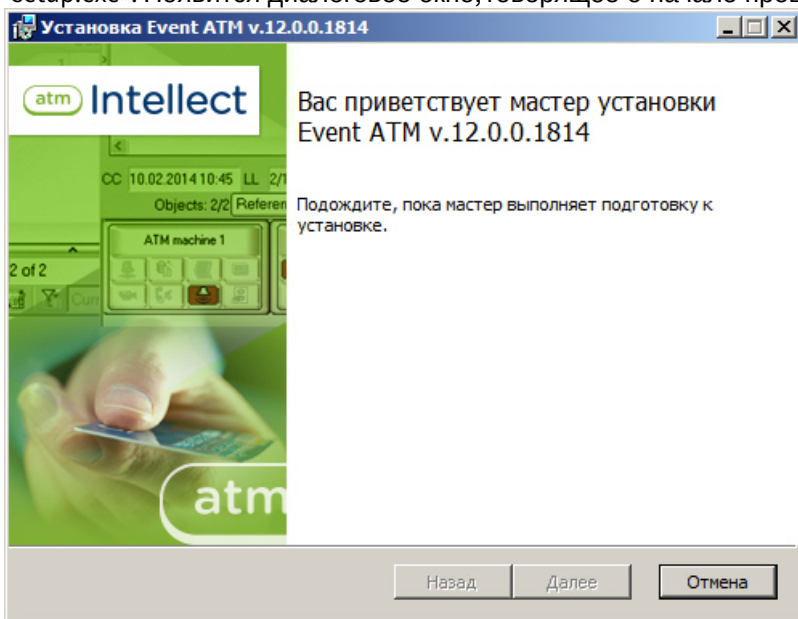 Установка Event ATM v.12.0.0.1814
atm Intellect
Вас приветствует мастер установки
Event ATM v.12.0.0.1814
CC 10.02.2014 10:45 LL
Objects: 2/2
Подождите, пока мастер выполняет подготовку к
установке.
ATM machine 1
2 of 2
atm
Назад Далее Отмена